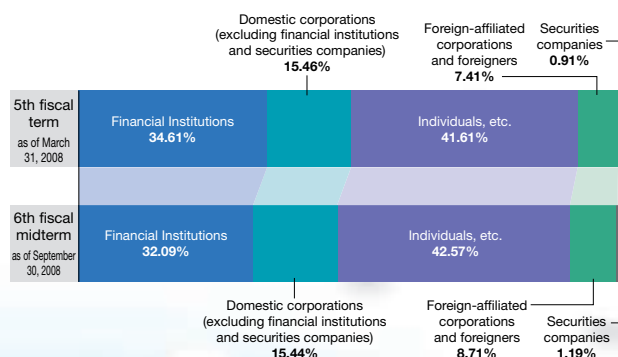 Domestic corporations
(excluding financial institutions
and securities companies)
15.46%
Foreign-affiliated
corporations
and foreigners
7.41%
Securities
companies
0.91%
5th fiscal
term
as of March
31, 2008
Financial Institutions
34.61%
Individuals, etc.
41.61%
6th fiscal
midterm
as of September
30, 2008
Financial Institutions
32.09%
Individuals, etc.
42.57%
Domestic corporations
(excluding financial institutions
and securities companies)
15.44%
Foreign-affiliated
corporations
and foreigners
8.71%
Securities
companies
1.19%